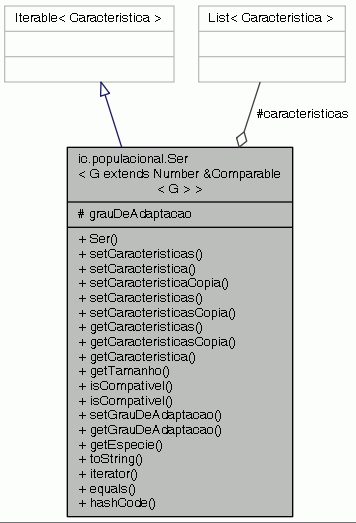 Iterable< Caracteristica >
List< Caracteristica >
#caracteristicas
ic.populacional.Ser
< G extends Number &Comparable
< G > >
# grauDeAdaptacao
+ Ser()
+ setCaracteristicas()
+ setCaracteristica()
+ setCaracteristicaCopia()
+ setCaracteristicas()
+ setCaracteristicasCopia()
+ getCaracteristicas()
+ getCaracteristicasCopia()
+ getCaracteristica()
+ getTamanho()
+ isCompativel()
+ isCompativel()
+ setGrauDeAdaptacao()
+ getGrauDeAdaptacao()
+ getEspecie()
+ toString()
+ iterator()
+ equals()
+ hashCode()